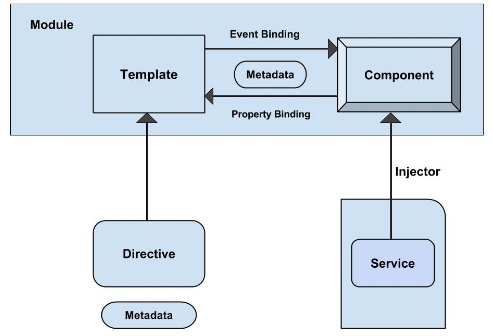 Module
Event Binding
Template
Metadata
Component
Property Binding
Injector
Directive
Service
Metadata